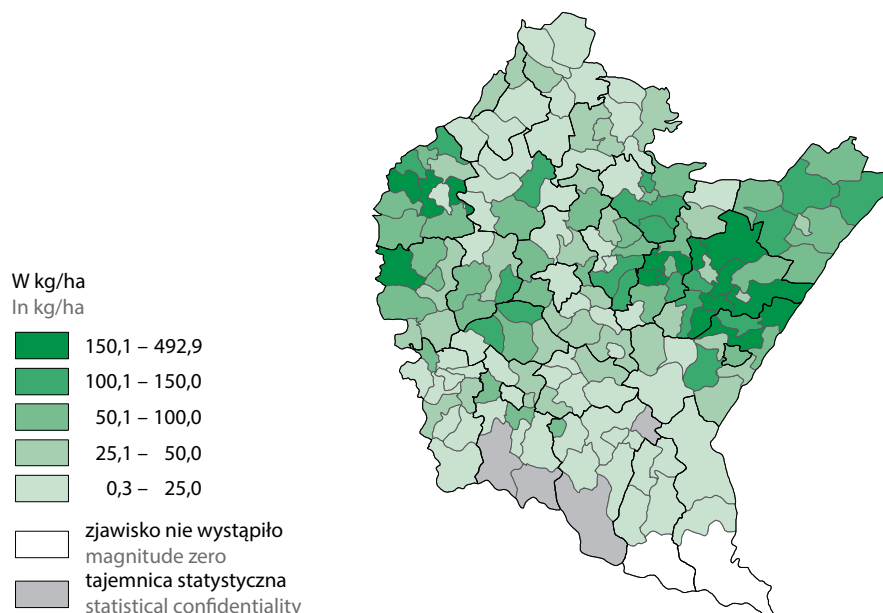 W kg/ha
In kg/ha
150,1 – 492,9
100,1 – 150,0
50,1 – 100,0
25,1 – 50,0
0,3 – 25,0
zjawisko nie wystąpiło
magnitude zero
tajemnica statystyczna
statistical confidentiality